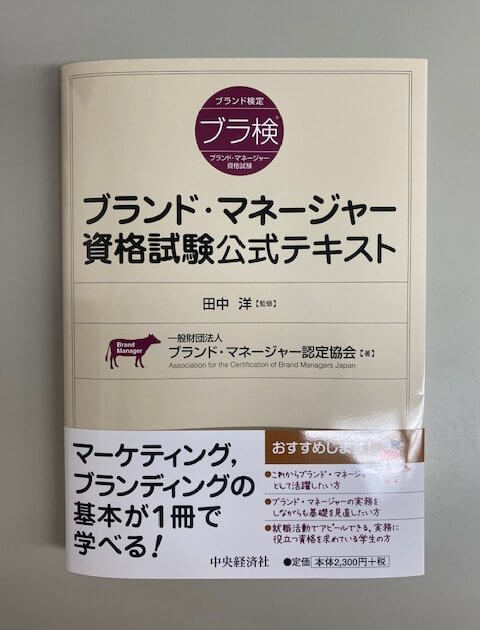 ブランド検定
ブラ検®
ブランド・マネージャー
資格試験
ブランド・マネージャー
資格試験公式テキスト
田中 洋【監修】
Brand
Manager
一般財団法人
ブランド・マネージャー認定協会【著】
Association for the Certification of Brand Managers Japan
マーケティング,
ブランディングの
基本が1冊で
学べる!
おすすめします!
●これからブランド・マネージャー
として活躍したい方
●ブランド・マネージャーの実務を
しながらも基礎を見直したい方
●就職活動でアピールできる、実務に
役立つ資格を求めている学生の方
中央経済社
●定価 本体2,300円+税